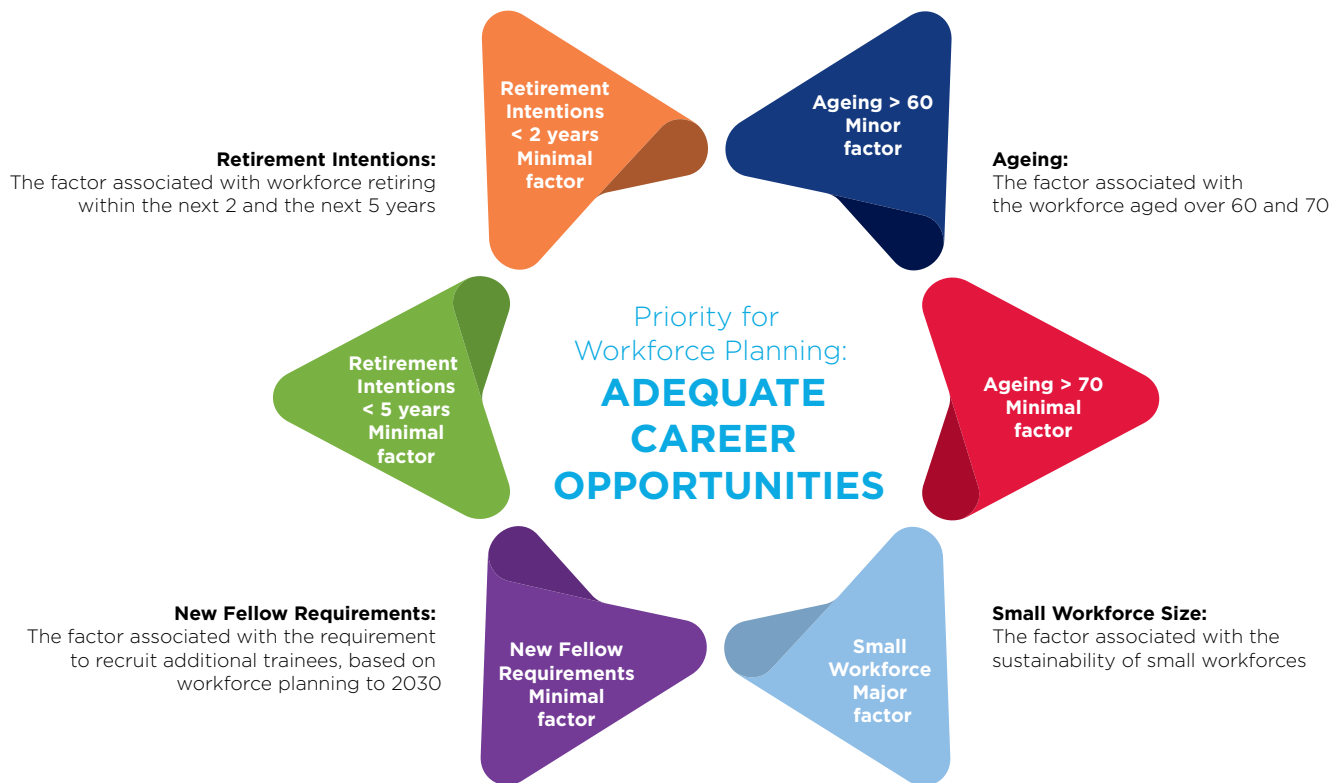 Retirement
Intentions
< 2 years
Minimal
factor
Ageing > 60
Minor
factor
Retirement Intentions:
The factor associated with workforce retiring
within the next 2 and the next 5 years
Ageing:
The factor associated with
the workforce aged over 60 and 70
Retirement
Intentions
< 5 years
Minimal
factor
Priority for
Workforce Planning:
ADEQUATE
CAREER
OPPORTUNITIES
Ageing > 70
Minimal
factor
New Fellow Requirements:
The factor associated with the requirement
to recruit additional trainees, based on
workforce planning to 2030
New Fellow
Requirements
Minimal
factor
Small
Workforce
Major
factor
Small Workforce Size:
The factor associated with the
sustainability of small workforces